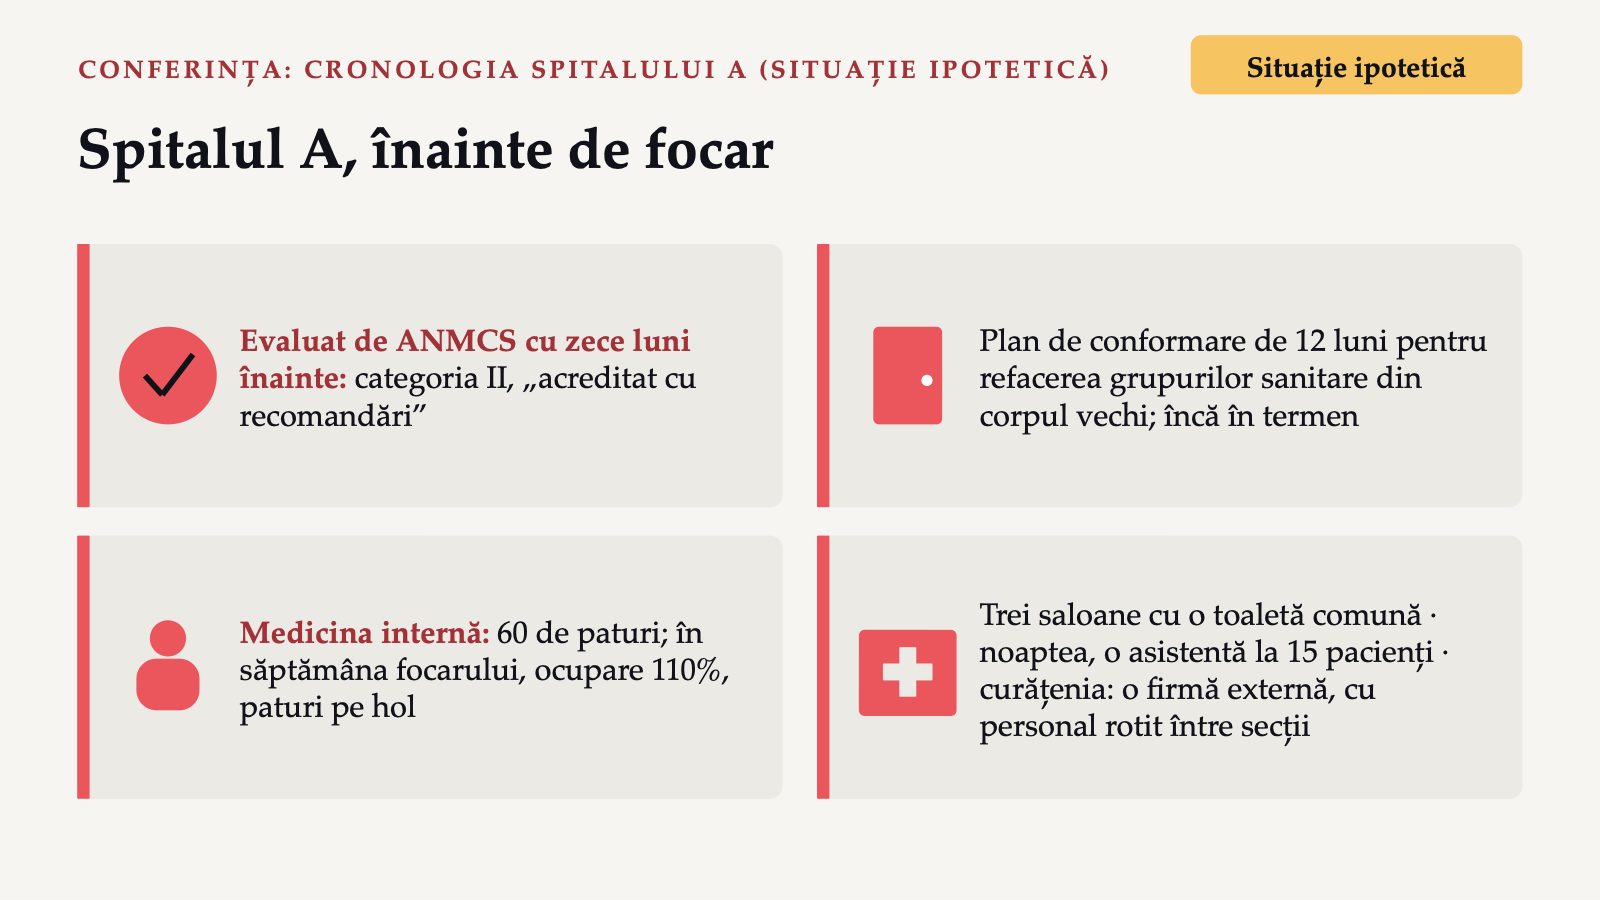 CONFERINȚA: CRONOLOGIA SPITALULUI A (SITUAȚIE IPOTETICĂ)
Situație ipotetică
Spitalul A, înainte de focar
Evaluat de ANMCS cu zece luni
înainte: categoria II, „acreditat cu
recomandări”
Plan de conformare de 12 luni pentru
refacerea grupurilor sanitare din
corpul vechi; încă în termen
Medicina internă: 60 de paturi; în
săptămâna focarului, ocupare 110%,
paturi pe hol
Trei saloane cu o toaletă comună ·
noaptea, o asistentă la 15 pacienți ·
curățenia: o firmă externă, cu
personal rotit între secții